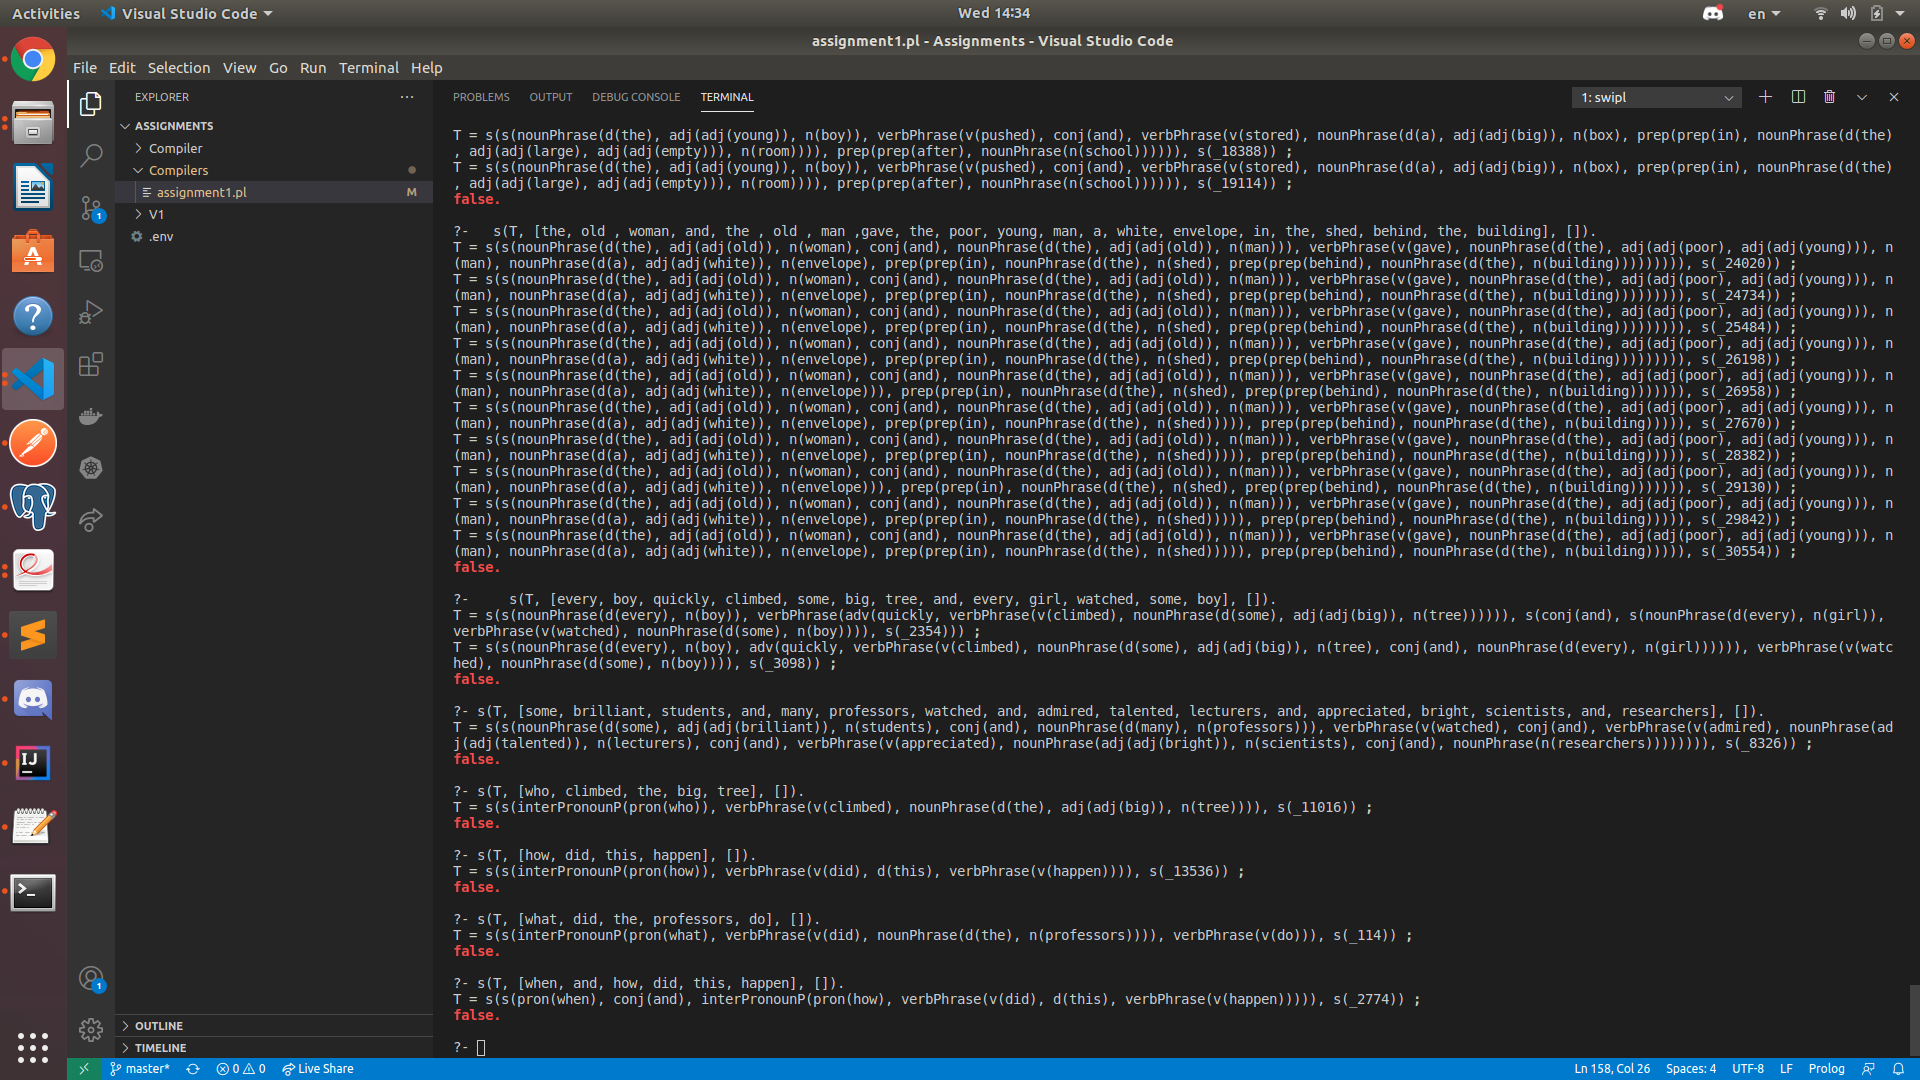 Activities
Visual Studio Code
Wed 14:34
en
assignment1.pl - Assignments - Visual Studio Code
File Edit Selection View Go Run Terminal Help
EXPLORER
PROBLEMS OUTPUT DEBUG CONSOLE TERMINAL
1: swipl
ASSIGNMENTS
Compiler
Compilers
assignment1.pl M
V1
.env
T = s(s(nounPhrase(d(the), adj(adj(young)), n(boy)), verbPhrase(v(pushed), conj(and), verbPhrase(v(stored), nounPhrase(d(a), adj(adj(big)), n(box), prep(prep(in), nounPhrase(d(the)
, adj(adj(large), adj(adj(empty))), n(room)))), prep(prep(after), nounPhrase(n(school)))))), s(_18388)) ;
T = s(s(nounPhrase(d(the), adj(adj(young)), n(boy)), verbPhrase(v(pushed), conj(and), verbPhrase(v(stored), nounPhrase(d(a), adj(adj(big)), n(box), prep(prep(in), nounPhrase(d(the)
, adj(adj(large), adj(adj(empty))), n(room)))), prep(prep(after), nounPhrase(n(school)))))), s(_19114)) ;
false.
?-   s(T, [the, old , woman, and, the , old , man ,gave, the, poor, young, man, a, white, envelope, in, the, shed, behind, the, building], []).
T = s(s(nounPhrase(d(the), adj(adj(old)), n(woman), conj(and), nounPhrase(d(the), adj(adj(old)), n(man))), verbPhrase(v(gave), nounPhrase(d(the), adj(adj(poor), adj(adj(young))), n
(man), nounPhrase(d(a), adj(adj(white)), n(envelope), prep(prep(in), nounPhrase(d(the), n(shed), prep(prep(behind), nounPhrase(d(the), n(building))))))))), s(_24020)) ;
T = s(s(nounPhrase(d(the), adj(adj(old)), n(woman), conj(and), nounPhrase(d(the), adj(adj(old)), n(man))), verbPhrase(v(gave), nounPhrase(d(the), adj(adj(poor), adj(adj(young))), n
(man), nounPhrase(d(a), adj(adj(white)), n(envelope), prep(prep(in), nounPhrase(d(the), n(shed), prep(prep(behind), nounPhrase(d(the), n(building))))))))), s(_24734)) ;
T = s(s(nounPhrase(d(the), adj(adj(old)), n(woman), conj(and), nounPhrase(d(the), adj(adj(old)), n(man))), verbPhrase(v(gave), nounPhrase(d(the), adj(adj(poor), adj(adj(young))), n
(man), nounPhrase(d(a), adj(adj(white)), n(envelope), prep(prep(in), nounPhrase(d(the), n(shed), prep(prep(behind), nounPhrase(d(the), n(building))))))))), s(_25484)) ;
T = s(s(nounPhrase(d(the), adj(adj(old)), n(woman), conj(and), nounPhrase(d(the), adj(adj(old)), n(man))), verbPhrase(v(gave), nounPhrase(d(the), adj(adj(poor), adj(adj(young))), n
(man), nounPhrase(d(a), adj(adj(white)), n(envelope), prep(prep(in), nounPhrase(d(the), n(shed), prep(prep(behind), nounPhrase(d(the), n(building))))))))), s(_26198)) ;
T = s(s(nounPhrase(d(the), adj(adj(old)), n(woman), conj(and), nounPhrase(d(the), adj(adj(old)), n(man))), verbPhrase(v(gave), nounPhrase(d(the), adj(adj(poor), adj(adj(young))), n
(man), nounPhrase(d(a), adj(adj(white)), n(envelope))), prep(prep(in), nounPhrase(d(the), n(shed), prep(prep(behind), nounPhrase(d(the), n(building))))))), s(_26958)) ;
T = s(s(nounPhrase(d(the), adj(adj(old)), n(woman), conj(and), nounPhrase(d(the), adj(adj(old)), n(man))), verbPhrase(v(gave), nounPhrase(d(the), adj(adj(poor), adj(adj(young))), n
(man), nounPhrase(d(a), adj(adj(white)), n(envelope), prep(prep(in), nounPhrase(d(the), n(shed))))), prep(prep(behind), nounPhrase(d(the), n(building))))), s(_27670)) ;
T = s(s(nounPhrase(d(the), adj(adj(old)), n(woman), conj(and), nounPhrase(d(the), adj(adj(old)), n(man))), verbPhrase(v(gave), nounPhrase(d(the), adj(adj(poor), adj(adj(young))), n
(man), nounPhrase(d(a), adj(adj(white)), n(envelope), prep(prep(in), nounPhrase(d(the), n(shed))))), prep(prep(behind), nounPhrase(d(the), n(building))))), s(_28382)) ;
T = s(s(nounPhrase(d(the), adj(adj(old)), n(woman), conj(and), nounPhrase(d(the), adj(adj(old)), n(man))), verbPhrase(v(gave), nounPhrase(d(the), adj(adj(poor), adj(adj(young))), n
(man), nounPhrase(d(a), adj(adj(white)), n(envelope))), prep(prep(in), nounPhrase(d(the), n(shed), prep(prep(behind), nounPhrase(d(the), n(building))))))), s(_29130)) ;
T = s(s(nounPhrase(d(the), adj(adj(old)), n(woman), conj(and), nounPhrase(d(the), adj(adj(old)), n(man))), verbPhrase(v(gave), nounPhrase(d(the), adj(adj(poor), adj(adj(young))), n
(man), nounPhrase(d(a), adj(adj(white)), n(envelope), prep(prep(in), nounPhrase(d(the), n(shed))))), prep(prep(behind), nounPhrase(d(the), n(building))))), s(_29842)) ;
T = s(s(nounPhrase(d(the), adj(adj(old)), n(woman), conj(and), nounPhrase(d(the), adj(adj(old)), n(man))), verbPhrase(v(gave), nounPhrase(d(the), adj(adj(poor), adj(adj(young))), n
(man), nounPhrase(d(a), adj(adj(white)), n(envelope), prep(prep(in), nounPhrase(d(the), n(shed))))), prep(prep(behind), nounPhrase(d(the), n(building))))), s(_30554)) ;
false.
?-     s(T, [every, boy, quickly, climbed, some, big, tree, and, every, girl, watched, some, boy], []).
T = s(s(nounPhrase(d(every), n(boy)), verbPhrase(adv(quickly, verbPhrase(v(climbed), nounPhrase(d(some), adj(adj(big)), n(tree)))))), s(conj(and), s(nounPhrase(d(every), n(girl)),
verbPhrase(v(watched), nounPhrase(d(some), n(boy)))), s(_2354))) ;
T = s(s(nounPhrase(d(every), n(boy), adv(quickly, verbPhrase(v(climbed), nounPhrase(d(some), adj(adj(big)), n(tree), conj(and), nounPhrase(d(every), n(girl)))))), verbPhrase(v(watc
hed), nounPhrase(d(some), n(boy)))), s(_3098)) ;
false.
?- s(T, [some, brilliant, students, and, many, professors, watched, and, admired, talented, lecturers, and, appreciated, bright, scientists, and, researchers], []).
T = s(s(nounPhrase(d(some), adj(adj(brilliant)), n(students), conj(and), nounPhrase(d(many), n(professors))), verbPhrase(v(watched), conj(and), verbPhrase(v(admired), nounPhrase(ad
j(adj(talented)), n(lecturers), conj(and), verbPhrase(v(appreciated), nounPhrase(adj(adj(bright)), n(scientists), conj(and), nounPhrase(n(researchers)))))))), s(_8326)) ;
false.
?- s(T, [who, climbed, the, big, tree], []).
T = s(s(interPronounP(pron(who)), verbPhrase(v(climbed), nounPhrase(d(the), adj(adj(big)), n(tree)))), s(_11016)) ;
false.
?- s(T, [how, did, this, happen], []).
T = s(s(interPronounP(pron(how)), verbPhrase(v(did), d(this), verbPhrase(v(happen)))), s(_13536)) ;
false.
?- s(T, [what, did, the, professors, do], []).
T = s(s(interPronounP(pron(what), verbPhrase(v(did), nounPhrase(d(the), n(professors)))), verbPhrase(v(do))), s(_114)) ;
false.
?- s(T, [when, and, how, did, this, happen], []).
T = s(s(pron(when), conj(and), interPronounP(pron(how), verbPhrase(v(did), d(this), verbPhrase(v(happen))))), s(_2774)) ;
false.
?-
OUTLINE
TIMELINE
master* 0 0 Live Share
Ln 158, Col 26 Spaces: 4 UTF-8 LF Prolog